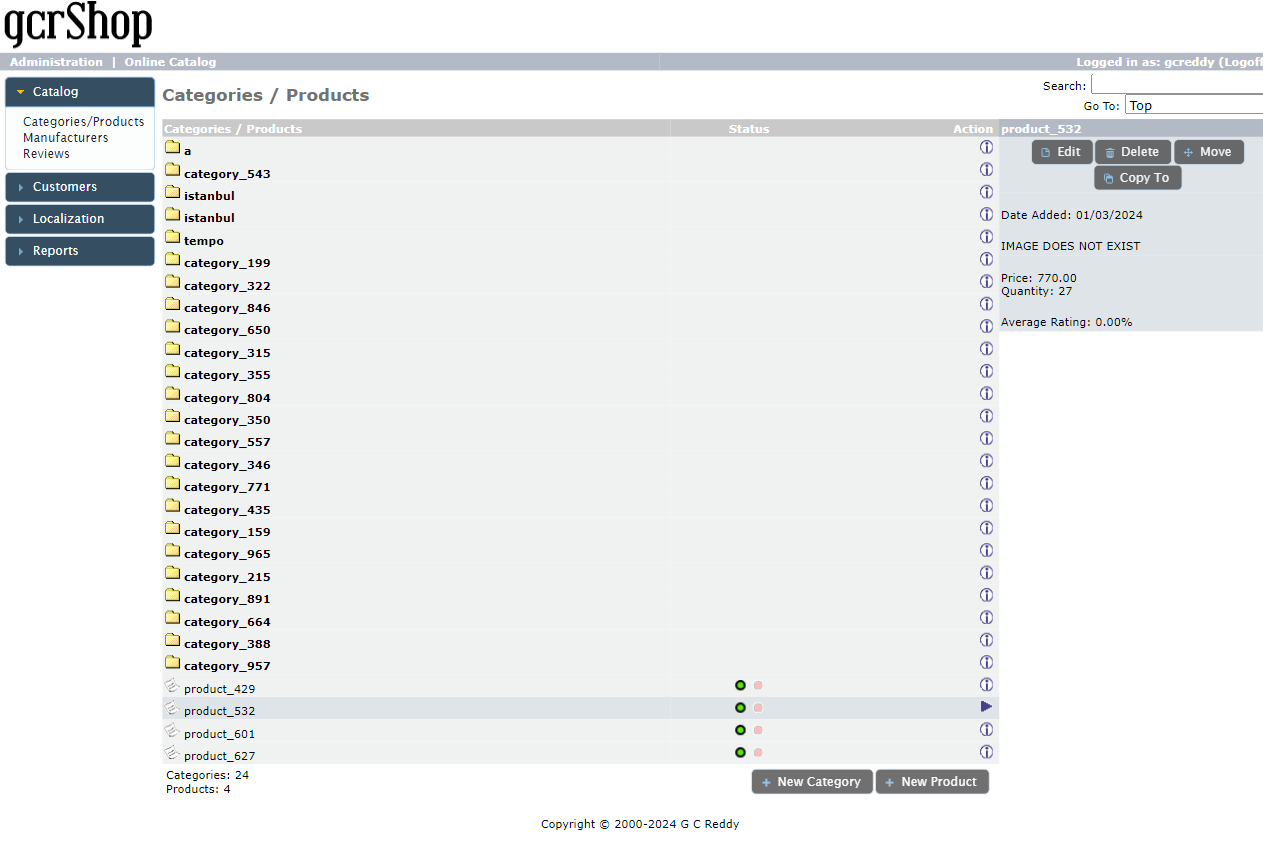 gcrShop
Administration | Online Catalog
Logged in as: gcreddy (Logoff
Catalog
Categories/Products
Manufacturers
Reviews
Customers
Localization
Reports
Categories / Products
Search:
Go To: Top
Categories / Products Status Action
a
category_543
istanbul
istanbul
tempo
category_199
category_322
category_846
category_650
category_315
category_355
category_804
category_350
category_557
category_346
category_771
category_435
category_159
category_965
category_215
category_891
category_664
category_388
category_957
product_429
product_532
product_601
product_627
Categories: 24
Products: 4
New Category New Product
product_532
Edit Delete Move
Copy To
Date Added: 01/03/2024
IMAGE DOES NOT EXIST
Price: 770.00
Quantity: 27
Average Rating: 0.00%
Copyright © 2000-2024 G C Reddy